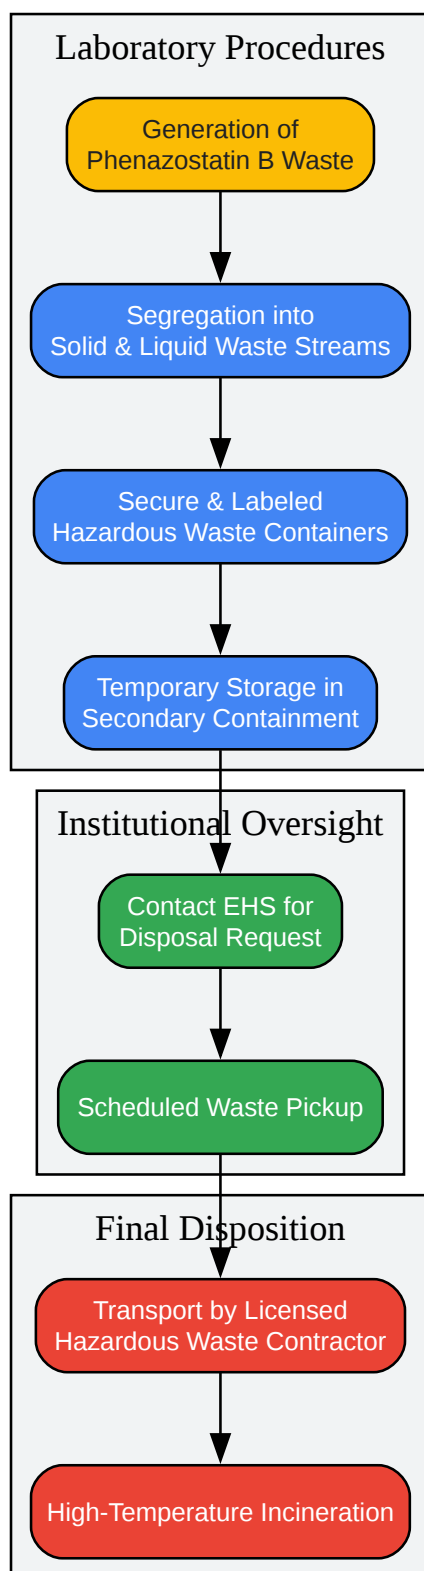 Laboratory Procedures
Generation of
Phenazostatin B Waste
Segregation into
Solid & Liquid Waste Streams
Secure & Labeled
Hazardous Waste Containers
Temporary Storage in
Secondary Containment
Institutional Oversight
Contact EHS for
Disposal Request
Scheduled Waste Pickup
Final Disposition
Transport by Licensed
Hazardous Waste Contractor
High-Temperature Incineration